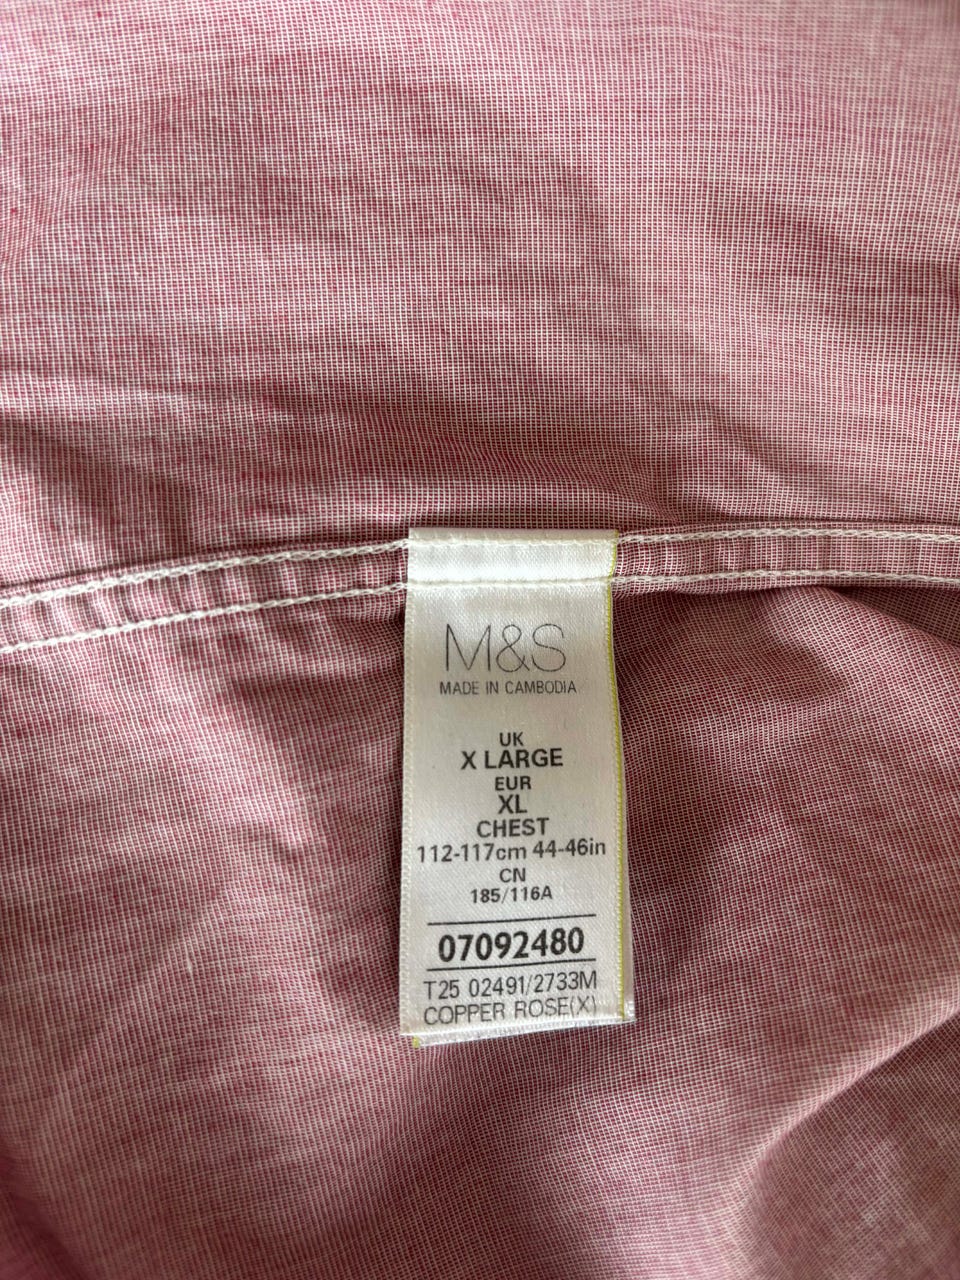 M&S
MADE IN CAMBODIA
UK
X LARGE
EUR
XL
CHEST
112-117cm 44-46in
CN
185/116A
07092480
T25 02491/2733M
COPPER ROSE(X)